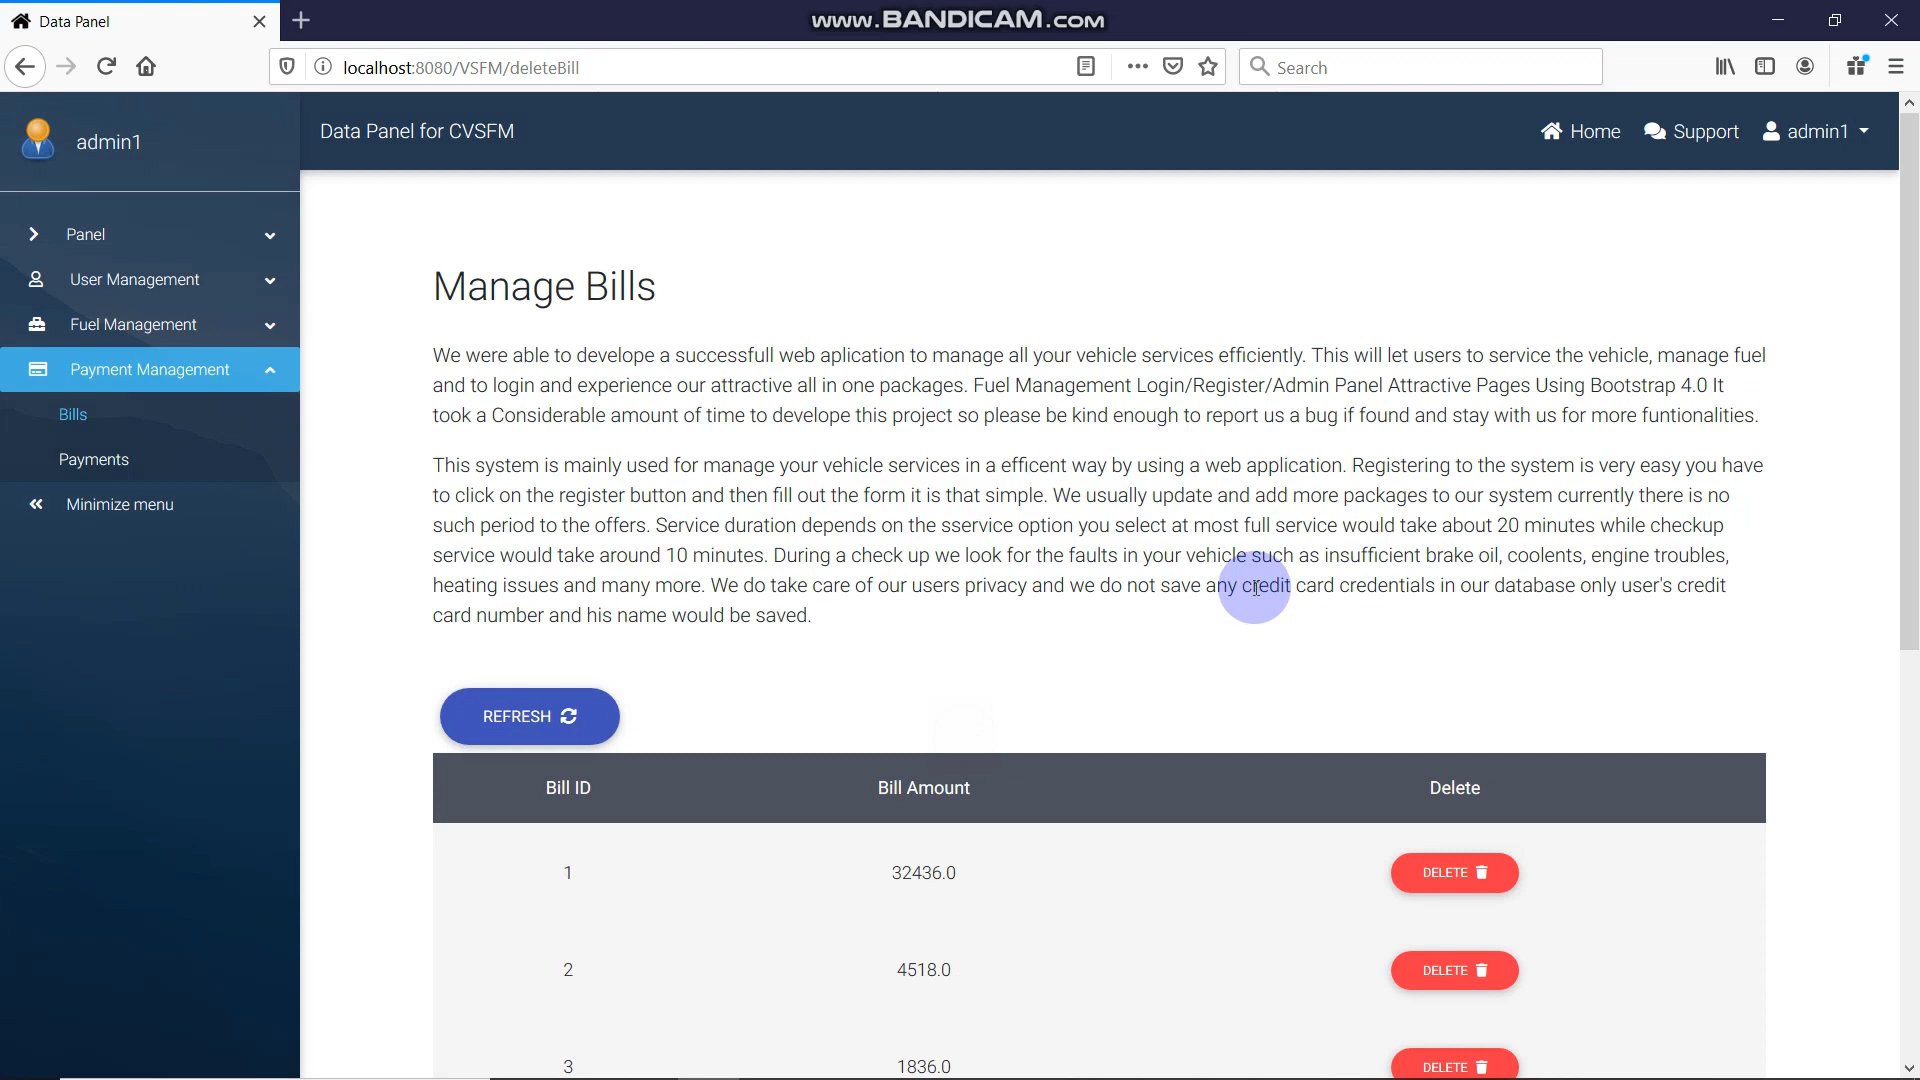 Data Panel
www.BANDICAM.com
localhost:8080/VSFM/deleteBill
Search
admin1
Data Panel for CVSFM
Home
Support
admin1
Panel
User Management
Fuel Management
Payment Management
Bills
Payments
Minimize menu
Manage Bills
We were able to develope a successfull web aplication to manage all your vehicle services efficiently. This will let users to service the vehicle, manage fuel
and to login and experience our attractive all in one packages. Fuel Management Login/Register/Admin Panel Attractive Pages Using Bootstrap 4.0 It
took a Considerable amount of time to develope this project so please be kind enough to report us a bug if found and stay with us for more funtionalities.
This system is mainly used for manage your vehicle services in a efficent way by using a web application. Registering to the system is very easy you have
to click on the register button and then fill out the form it is that simple. We usually update and add more packages to our system currently there is no
such period to the offers. Service duration depends on the sservice option you select at most full service would take about 20 minutes while checkup
service would take around 10 minutes. During a check up we look for the faults in your vehicle such as insufficient brake oil, coolents, engine troubles,
heating issues and many more. We do take care of our users privacy and we do not save any credit card credentials in our database only user's credit
card number and his name would be saved.
REFRESH
Bill ID Bill Amount Delete
1 32436.0 DELETE
2 4518.0 DELETE
3 1836.0 DELETE